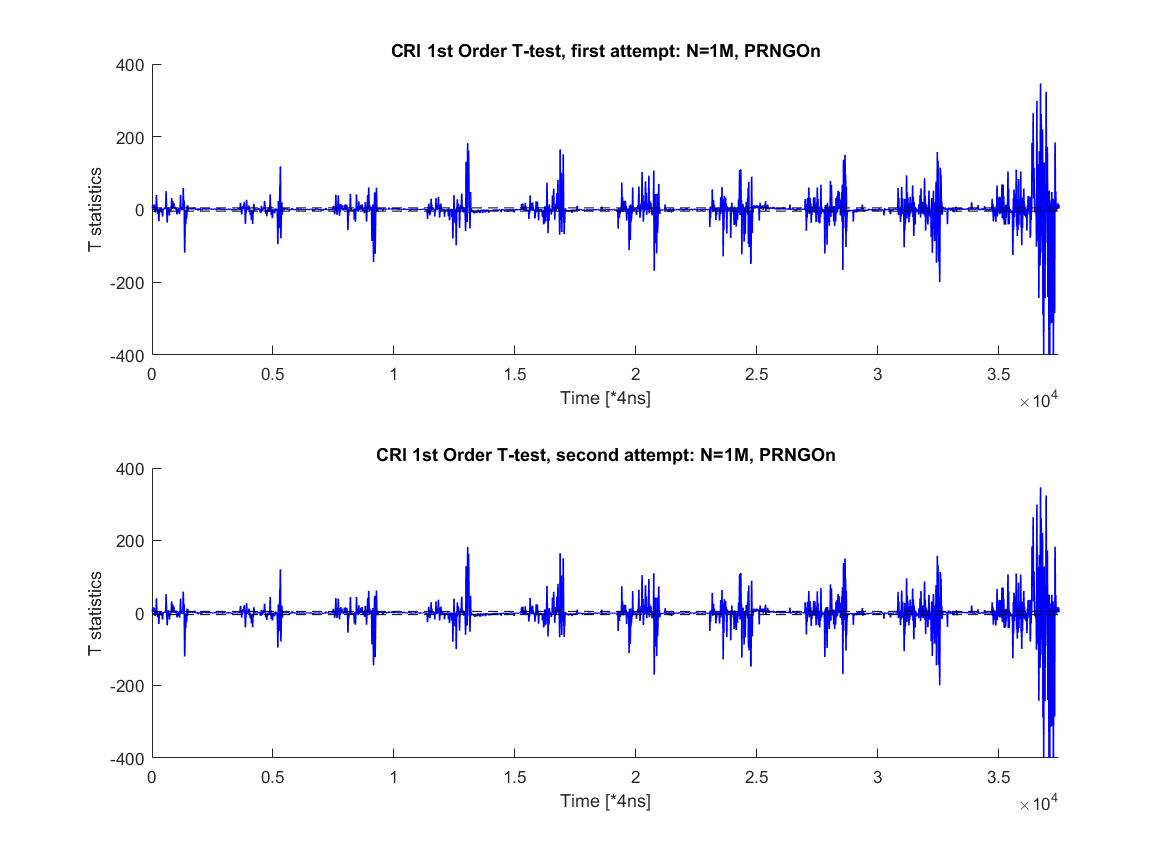 CRI 1st Order T-test, first attempt: N=1M, PRNGOn
400
200
0
-200
-400
T statistics
0 0.5 1 1.5 2 2.5 3 3.5
Time [*4ns]
×10^4
CRI 1st Order T-test, second attempt: N=1M, PRNGOn
400
200
0
-200
-400
T statistics
0 0.5 1 1.5 2 2.5 3 3.5
Time [*4ns]
×10^4